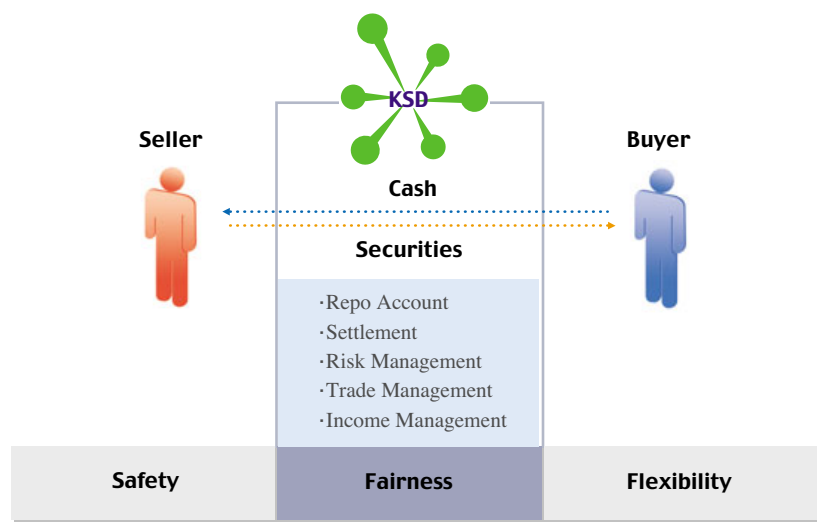 KSD
Seller
Buyer
Cash
Securities
·Repo Account
·Settlement
·Risk Management
·Trade Management
·Income Management
Safety
Fairness
Flexibility